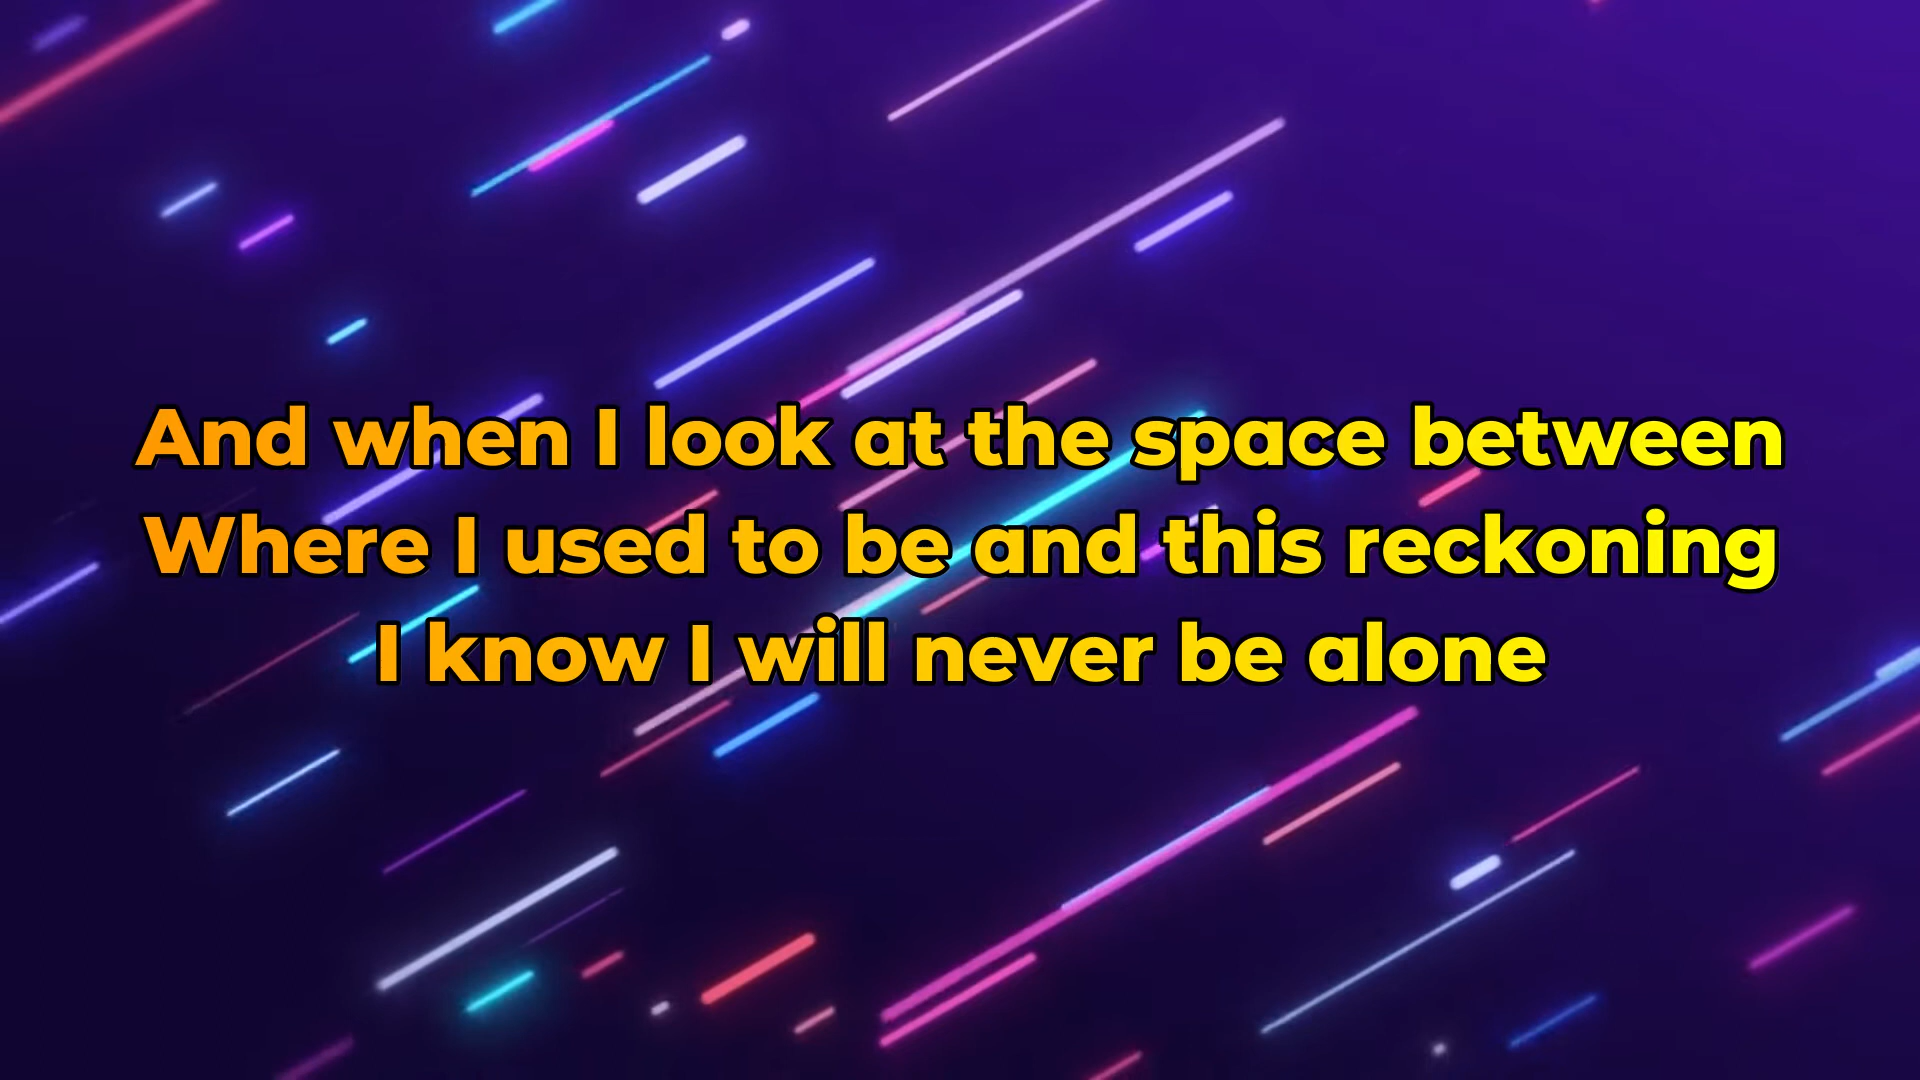 And when I look at the space between
Where I used to be and this reckoning
I know I will never be alone